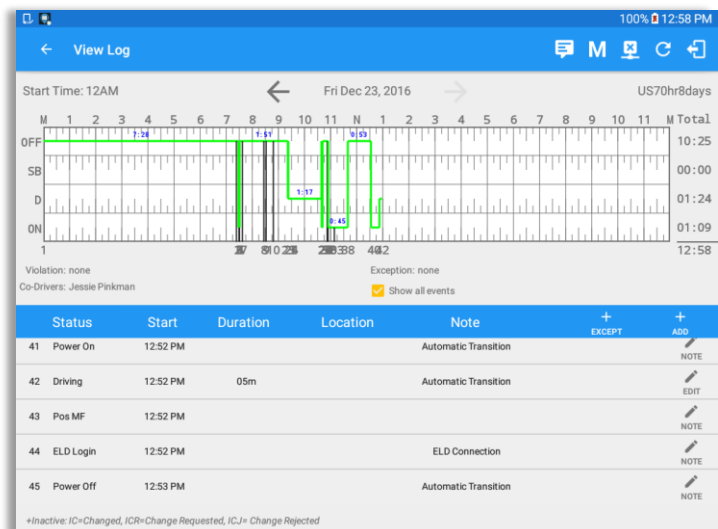 100% 12:58 PM
View Log
M
Start Time: 12AM Fri Dec 23, 2016 US70hr8days
M 1 2 3 4 5 6 7 8 9 10 11 N 1 2 3 4 5 6 7 8 9 10 11 M Total
7:20 1:51 0:53
OFF 10:25
SB 00:00
1:17
D 01:24
0:45
ON 01:09
1 38 42 12:58
Violation: none Exception: none
Co-Drivers: Jessie Pinkman Show all events
Status Start Duration Location Note + EXCEPT + ADD
41 Power On 12:52 PM Automatic Transition NOTE
42 Driving 12:52 PM 05m Automatic Transition EDIT
43 Pos MF 12:52 PM NOTE
44 ELD Login 12:52 PM ELD Connection NOTE
45 Power Off 12:53 PM Automatic Transition NOTE
+Inactive: IC=Changed, ICR=Change Requested, ICJ= Change Rejected